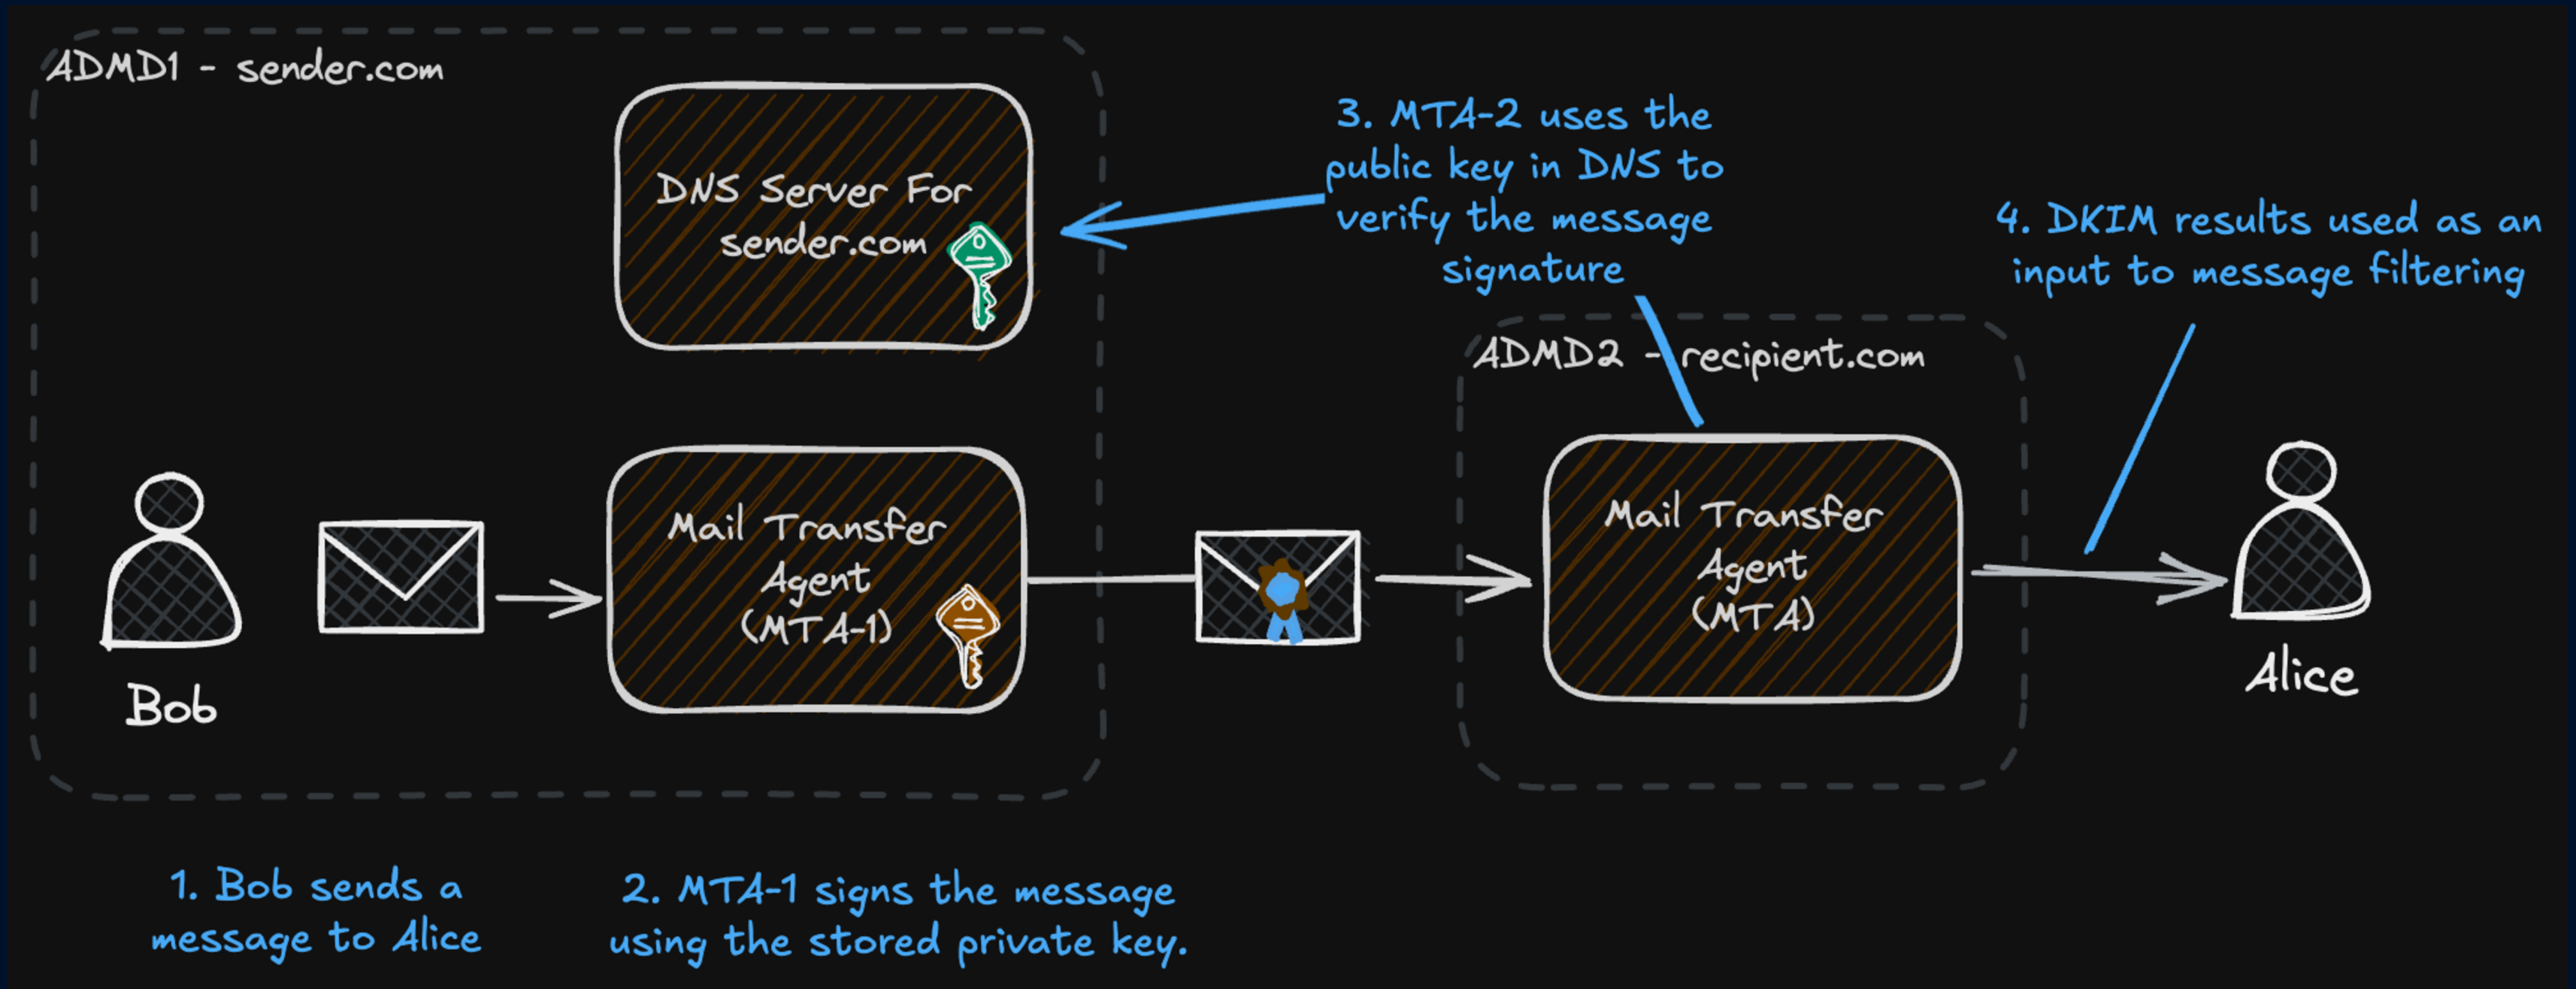 ADMD1 - sender.com
DNS Server For
sender.com
3. MTA-2 uses the
public key in DNS to
verify the message
signature
4. DKIM results used as an
input to message filtering
ADMD2 - recipient.com
Mail Transfer
Agent
(MTA-1)
Mail Transfer
Agent
(MTA)
Bob
Alice
1. Bob sends a
message to Alice
2. MTA-1 signs the message
using the stored private key.